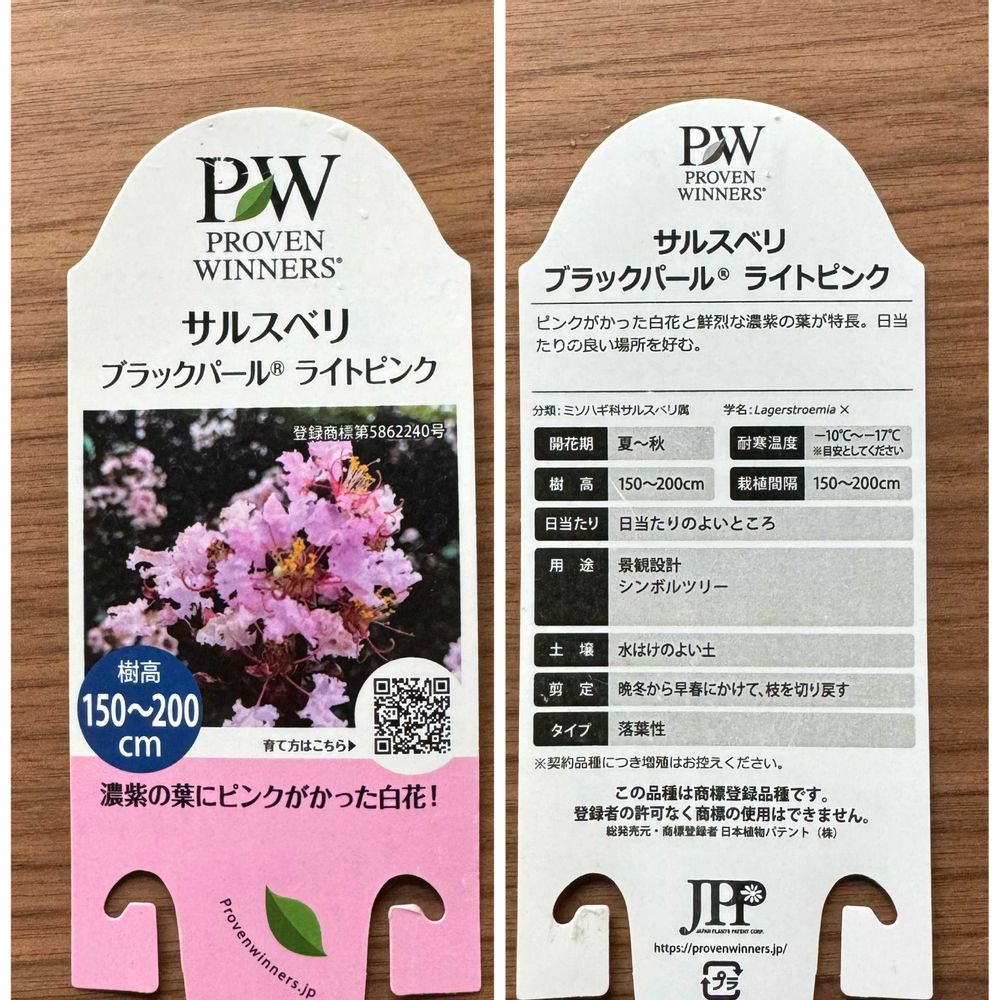 PW
PROVEN
WINNERS®
サルスベリ
ブラックパール® ライトピンク
登録商標第5862240号
樹高
150～200
cm
育て方はこちら▶
濃紫の葉にピンクがかった白花！
Provenwinners.jp
PW
PROVEN
WINNERS®
サルスベリ
ブラックパール® ライトピンク
ピンクがかった白花と鮮烈な濃紫の葉が特長。日当
たりの良い場所を好む。
分類：ミソハギ科サルスベリ属 学名：Lagerstroemia ×
開花期 夏～秋 耐寒温度 －10℃～－17℃
※目安としてください
樹高 150～200cm 栽植間隔 150～200cm
日当たり 日当たりのよいところ
用途 景観設計
シンボルツリー
土壌 水はけのよい土
剪定 晩冬から早春にかけて、枝を切り戻す
タイプ 落葉性
※契約品種につき増殖はお控えください。
この品種は商標登録品種です。
登録者の許可なく商標の使用はできません。
総発売元・商標登録者 日本植物パテント（株）
JPP
JAPAN PLANTS PATENT CORP.
https://provenwinners.jp/
プラ